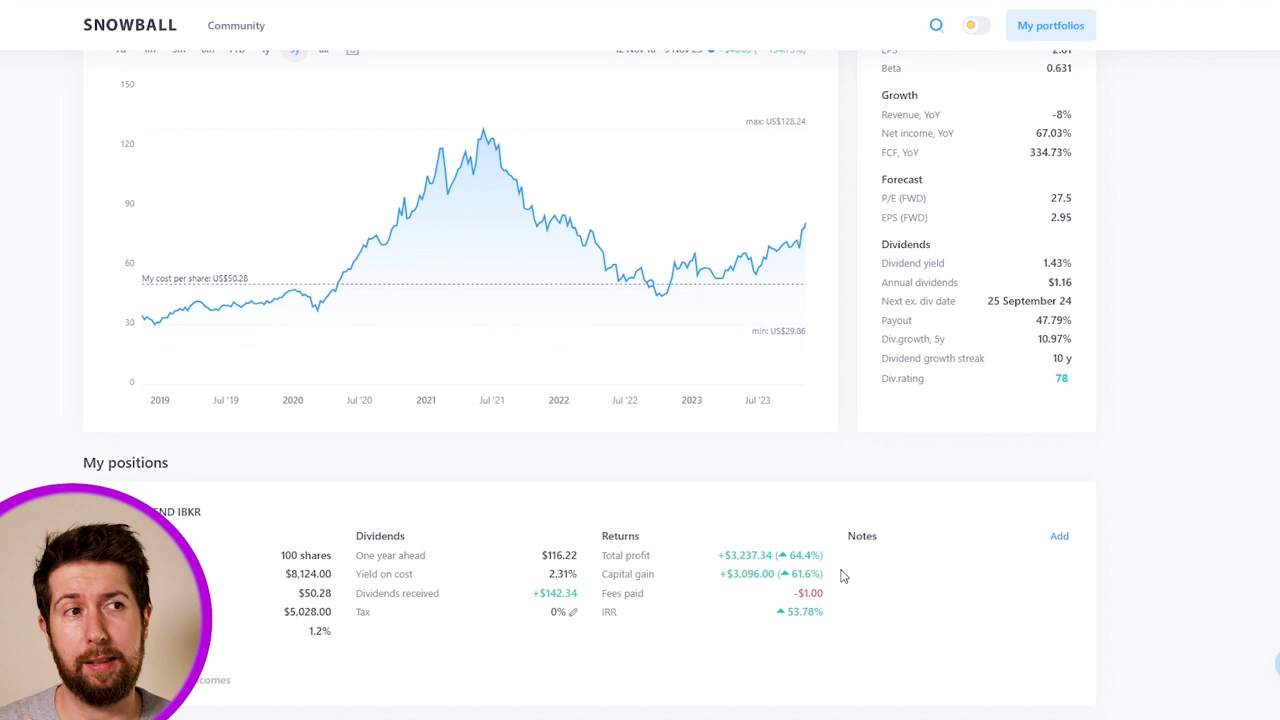 SNOWBALL Community My portfolios
150
max: US$128.24
120
90
60
My cost per share: US$50.28
30
min: US$29.86
0
2019 Jul '19 2020 Jul '20 2021 Jul '21 2022 Jul '22 2023 Jul '23
Beta 0.631
Growth
Revenue, YoY -8%
Net income, YoY 67.03%
FCF, YoY 334.73%
Forecast
P/E (FWD) 27.5
EPS (FWD) 2.95
Dividends
Dividend yield 1.43%
Annual dividends $1.16
Next ex. div date 25 September 24
Payout 47.79%
Div.growth, 5y 10.97%
Dividend growth streak 10 y
Div.rating 78
My positions
IBKR
100 shares
$8,124.00
$50.28
$5,028.00
1.2%
Dividends
One year ahead $116.22
Yield on cost 2.31%
Dividends received +$142.34
Tax 0%
Returns
Total profit +$3,237.34 (64.4%)
Capital gain +$3,096.00 (61.6%)
Fees paid -$1.00
IRR 53.78%
Notes Add